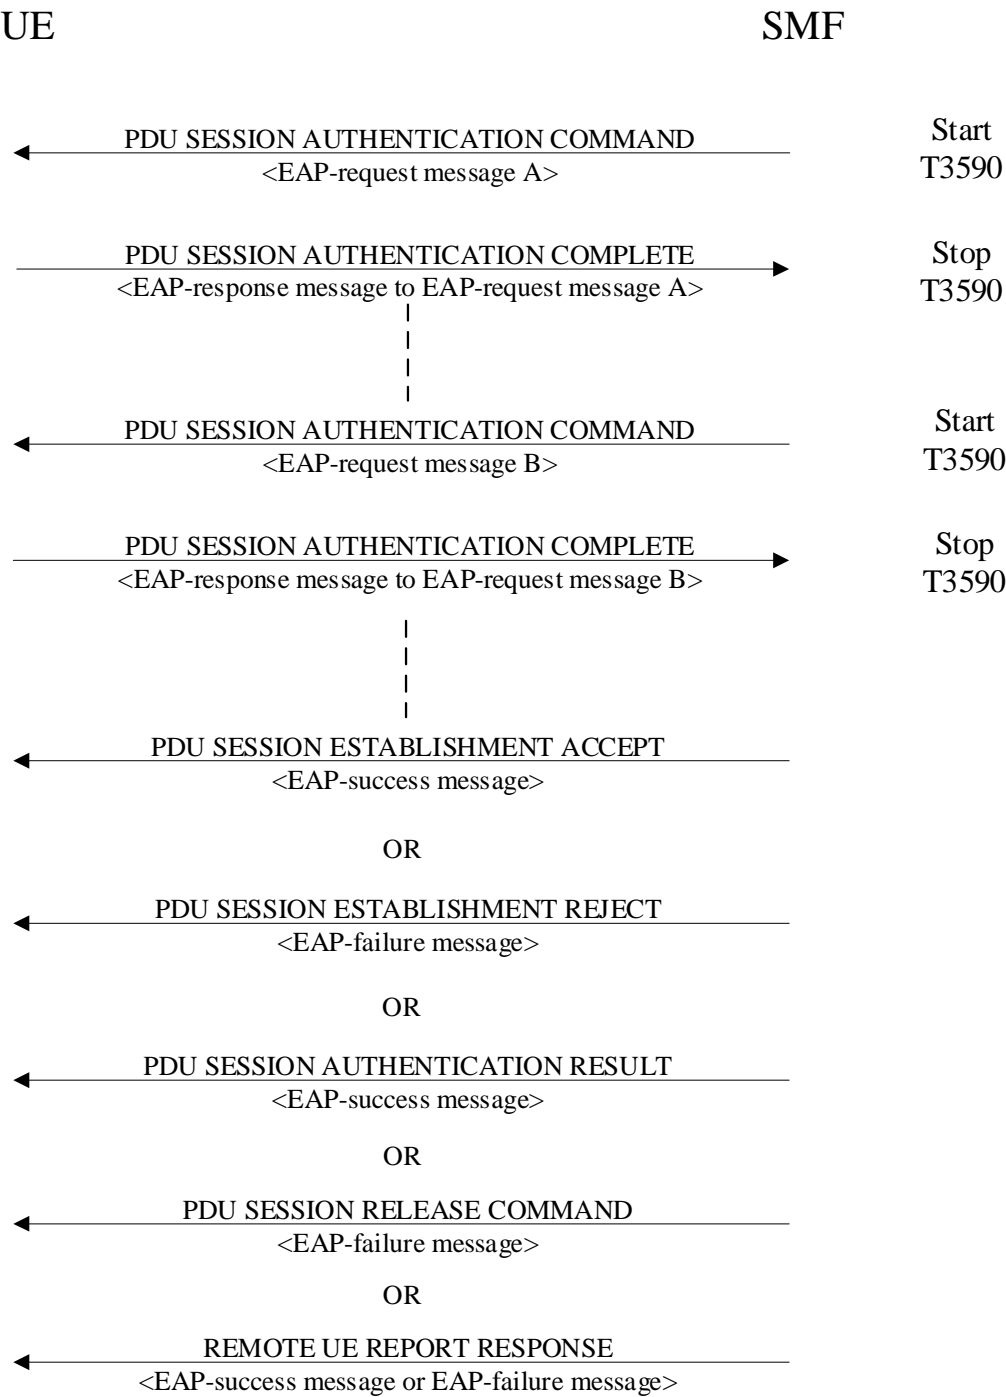 UE
SMF
PDU SESSION AUTHENTICATION COMMAND
<EAP-request message A>
Start
T3590
PDU SESSION AUTHENTICATION COMPLETE
<EAP-response message to EAP-request message A>
Stop
T3590
PDU SESSION AUTHENTICATION COMMAND
<EAP-request message B>
Start
T3590
PDU SESSION AUTHENTICATION COMPLETE
<EAP-response message to EAP-request message B>
Stop
T3590
PDU SESSION ESTABLISHMENT ACCEPT
<EAP-success message>
OR
PDU SESSION ESTABLISHMENT REJECT
<EAP-failure message>
OR
PDU SESSION AUTHENTICATION RESULT
<EAP-success message>
OR
PDU SESSION RELEASE COMMAND
<EAP-failure message>
OR
REMOTE UE REPORT RESPONSE
<EAP-success message or EAP-failure message>